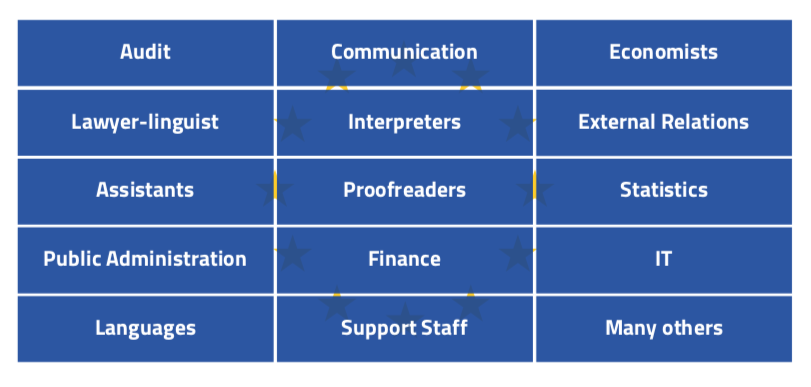 Audit
Communication
Economists
Lawyer-linguist
Interpreters
External Relations
Assistants
Proofreaders
Statistics
Public Administration
Finance
IT
Languages
Support Staff
Many others